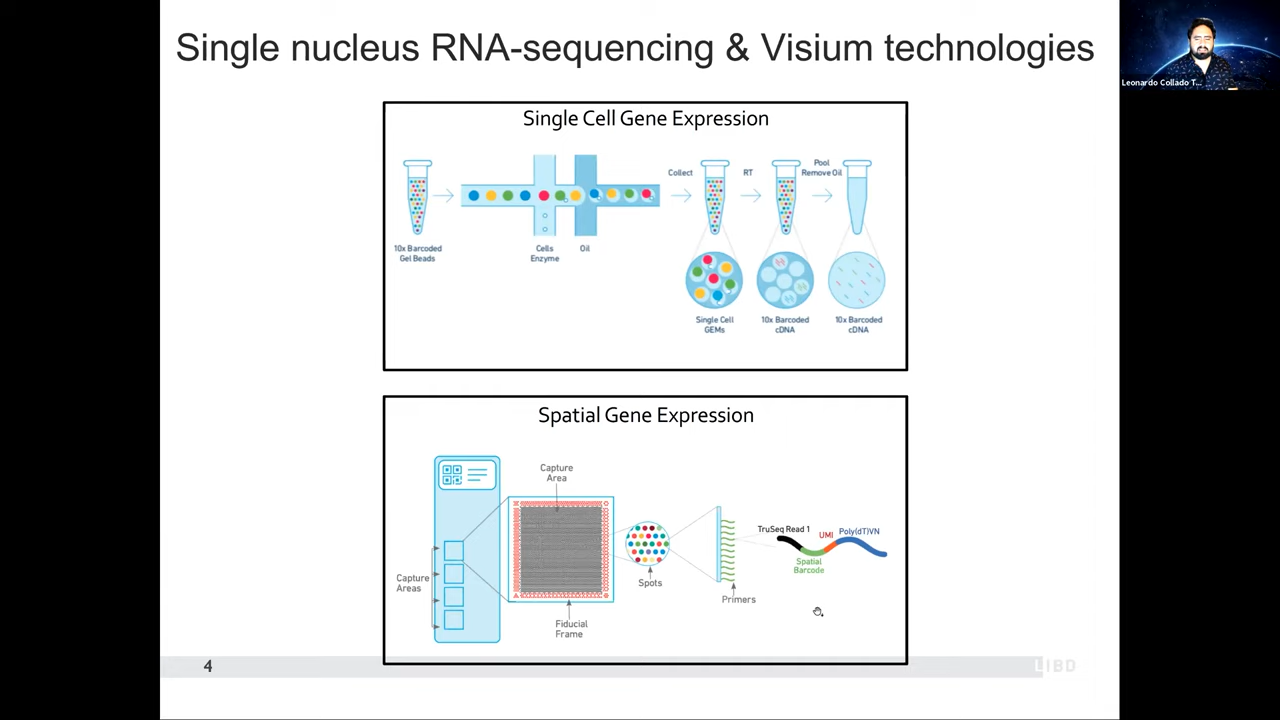 Single nucleus RNA-sequencing & Visium technologies
Leonardo Collado T...
Single Cell Gene Expression
10x Barcoded
Gel Beads
Cells
Enzyme
Oil
Collect
RT
Pool
Remove Oil
Single Cell
GEMs
10x Barcoded
cDNA
10x Barcoded
cDNA
Spatial Gene Expression
Capture
Areas
Capture
Area
Fiducial
Frame
Spots
Primers
TruSeq Read 1
Spatial
Barcode
UMI
Poly(dT)VN
4
LIBD